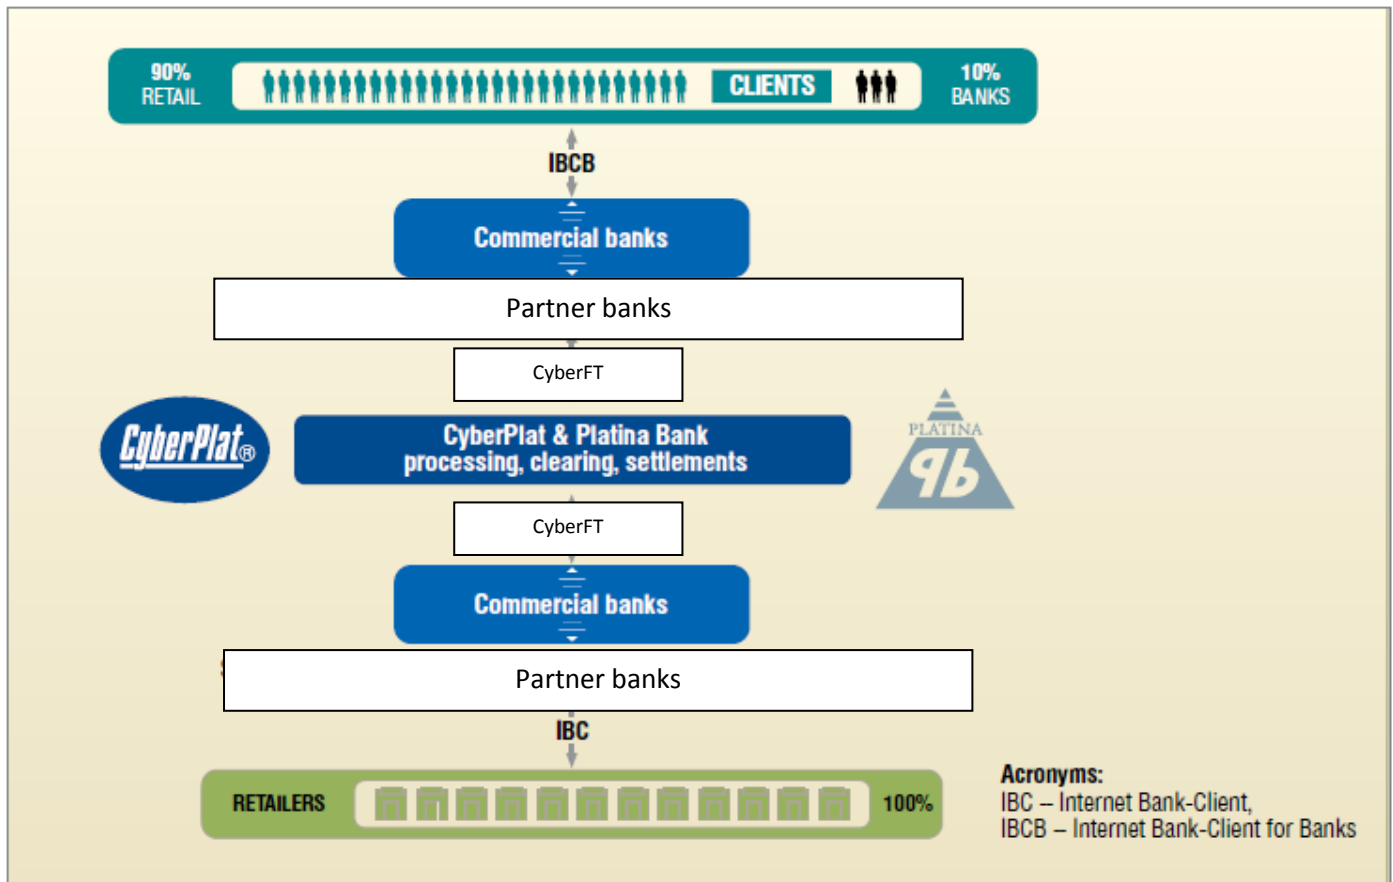 90%
RETAIL
CLIENTS
10%
BANKS
IBCB
Commercial banks
Partner banks
CyberFT
CyberPlat®
CyberPlat & Platina Bank
processing, clearing, settlements
PLATINA
pb
CyberFT
Commercial banks
Partner banks
IBC
RETAILERS
100%
Acronyms:
IBC – Internet Bank-Client,
IBCB – Internet Bank-Client for Banks